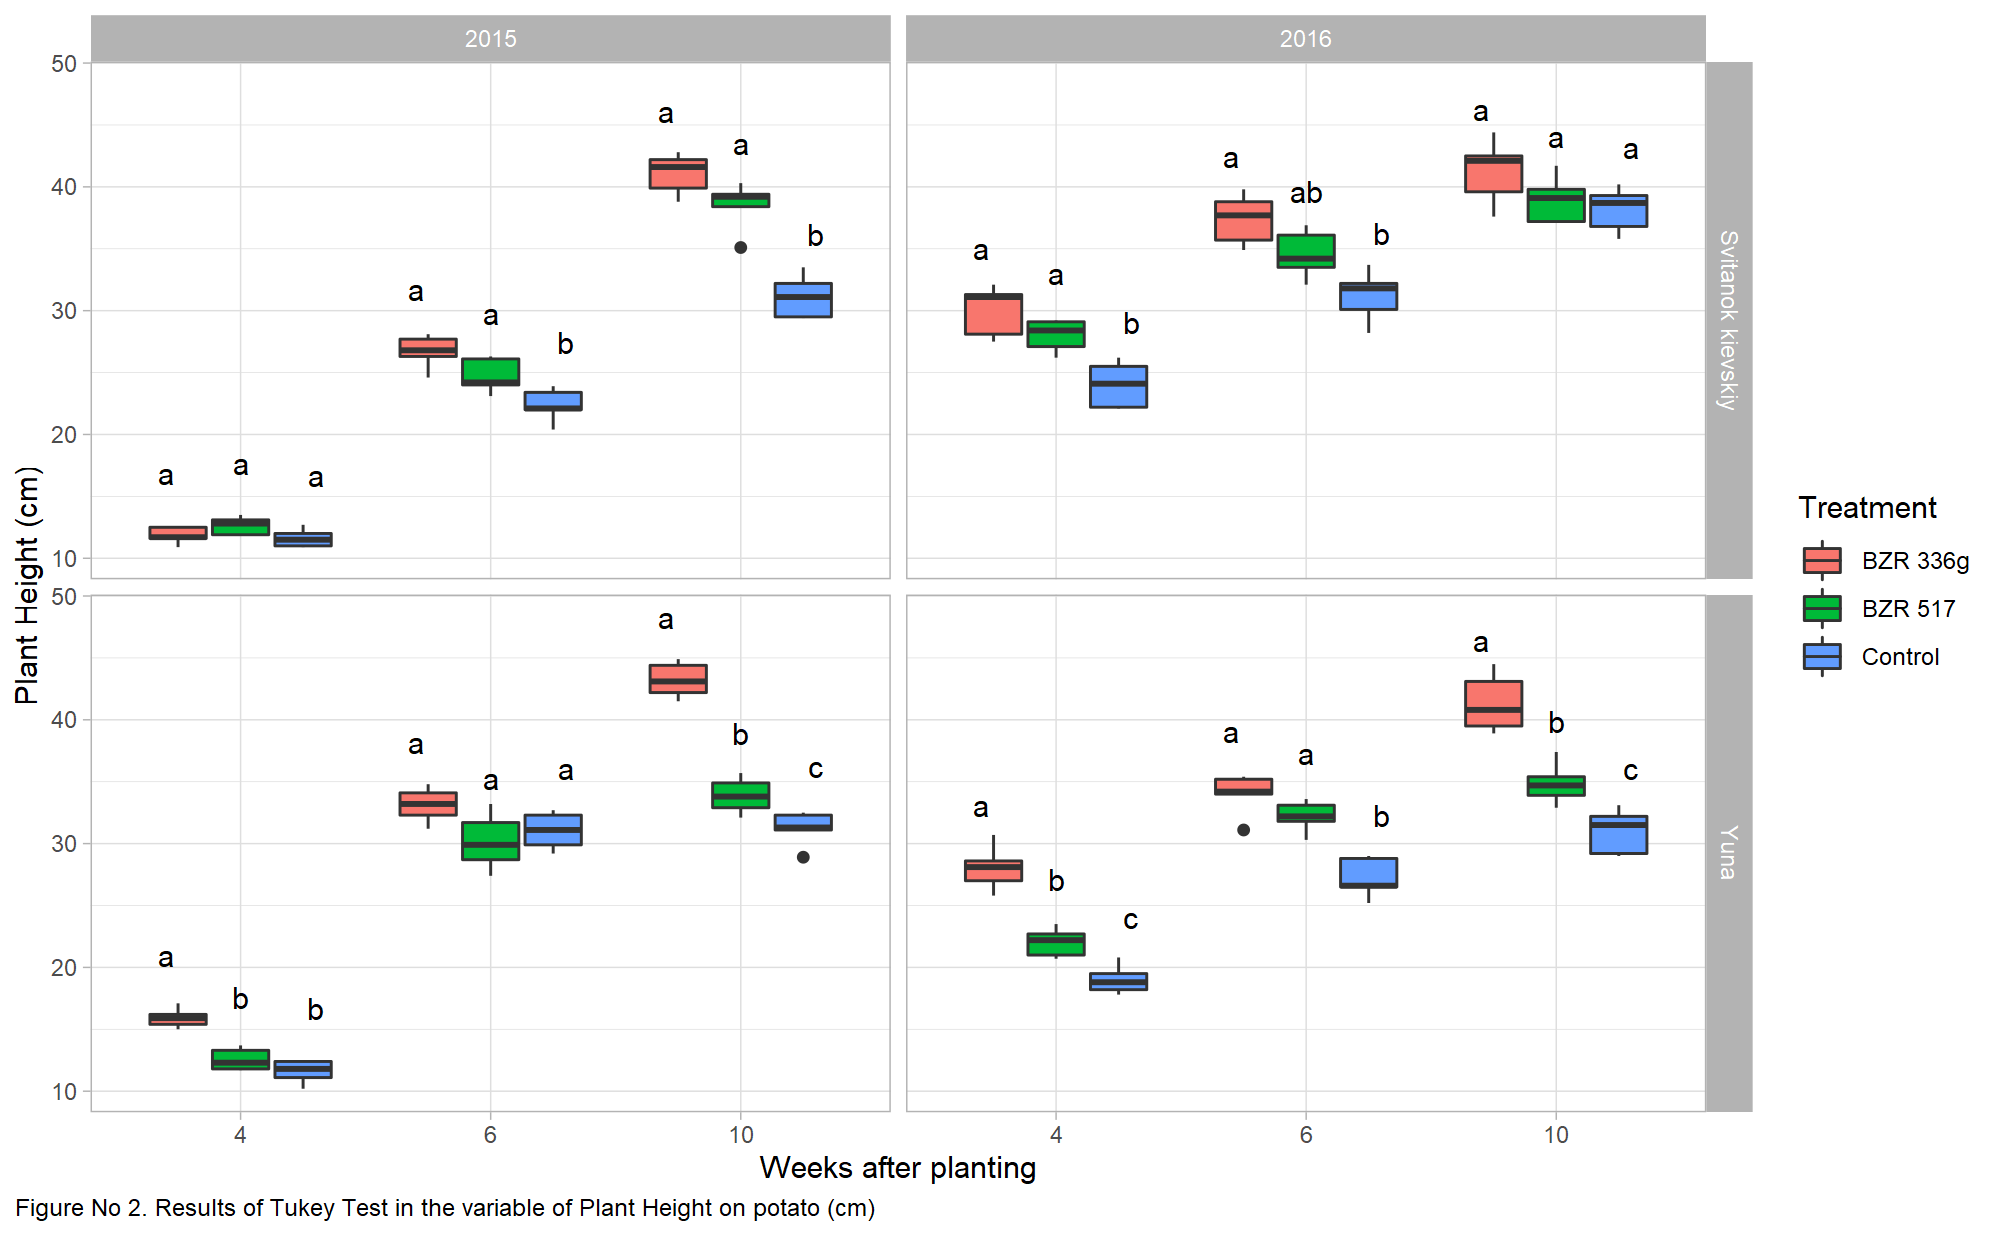 2015
2016
50
40
30
20
10
a
a
a
a
a
b
a
a
b
a
a
b
a
ab
b
a
a
a
Svitanok kievskiy
50
40
30
20
10
a
b
b
a
a
a
a
b
c
a
b
c
a
a
b
a
b
c
Yuna
4
6
10
4
6
10
Plant Height (cm)
Weeks after planting
Treatment
BZR 336g
BZR 517
Control
Figure No 2. Results of Tukey Test in the variable of Plant Height on potato (cm)